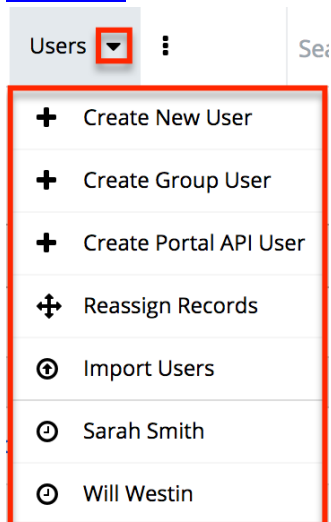 Users
Sea
Create New User
Create Group User
Create Portal API User
Reassign Records
Import Users
Sarah Smith
Will Westin